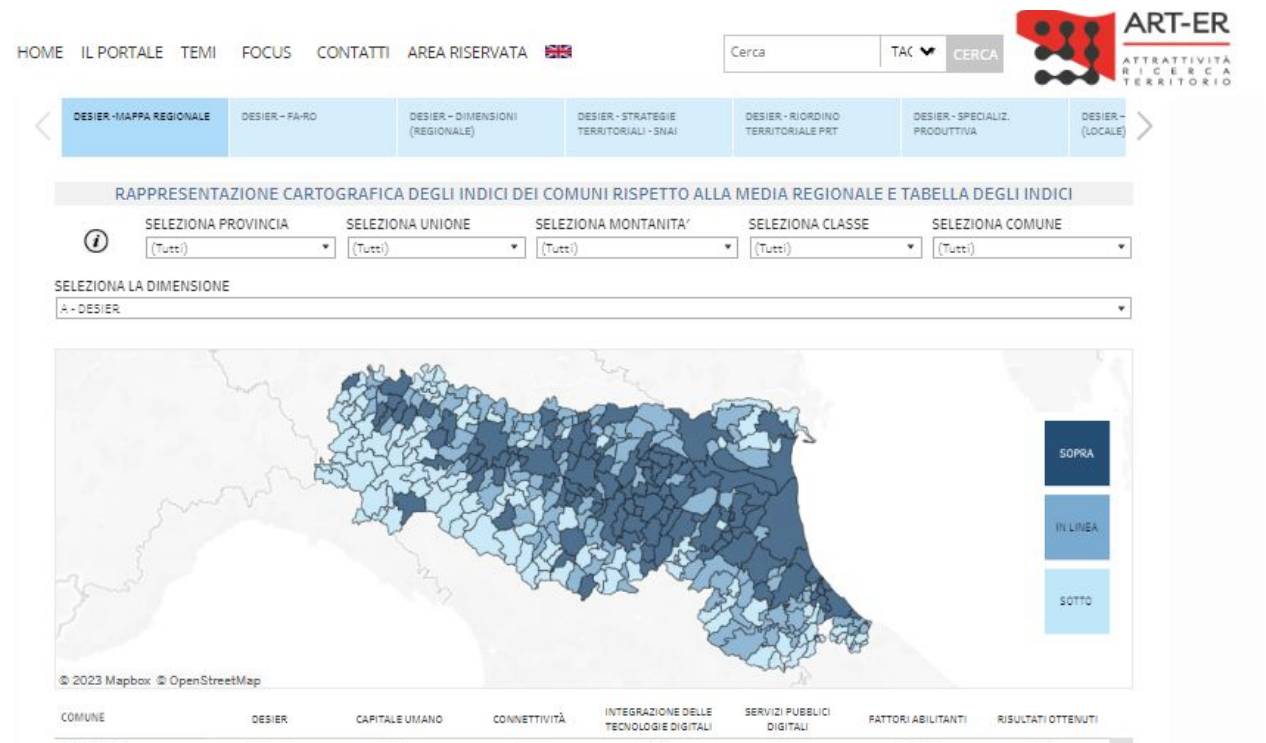 ART-ER
ATTRATTIVITÀ
RICERCA
TERRITORIO
HOME IL PORTALE TEMI FOCUS CONTATTI AREA RISERVATA Cerca TAG CERCA
DESIER -MAPPA REGIONALE
DESIER – FA-RO
DESIER – DIMENSIONI
(REGIONALE)
DESIER - STRATEGIE
TERRITORIALI - SNAI
DESIER - RIORDINO
TERRITORIALE PRT
DESIER - SPECIALIZ.
PRODUTTIVA
DESIER –
(LOCALE)
RAPPRESENTAZIONE CARTOGRAFICA DEGLI INDICI DEI COMUNI RISPETTO ALLA MEDIA REGIONALE E TABELLA DEGLI INDICI
SELEZIONA PROVINCIA SELEZIONA UNIONE SELEZIONA MONTANITA' SELEZIONA CLASSE SELEZIONA COMUNE
i (Tutti) (Tutti) (Tutti) (Tutti) (Tutti)
SELEZIONA LA DIMENSIONE
A - DESIER
SOPRA
IN LINEA
SOTTO
© 2023 Mapbox © OpenStreetMap
COMUNE
DESIER
CAPITALE UMANO
CONNETTIVITÀ
INTEGRAZIONE DELLE
TECNOLOGIE DIGITALI
SERVIZI PUBBLICI
DIGITALI
FATTORI ABILITANTI
RISULTATI OTTENUTI